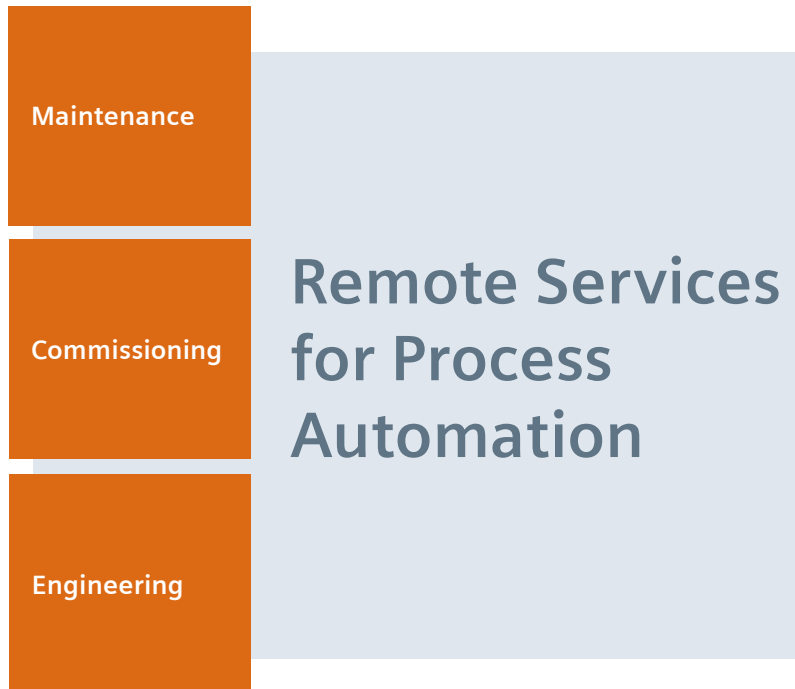 Maintenance
Commissioning
Engineering
Remote Services
for Process
Automation